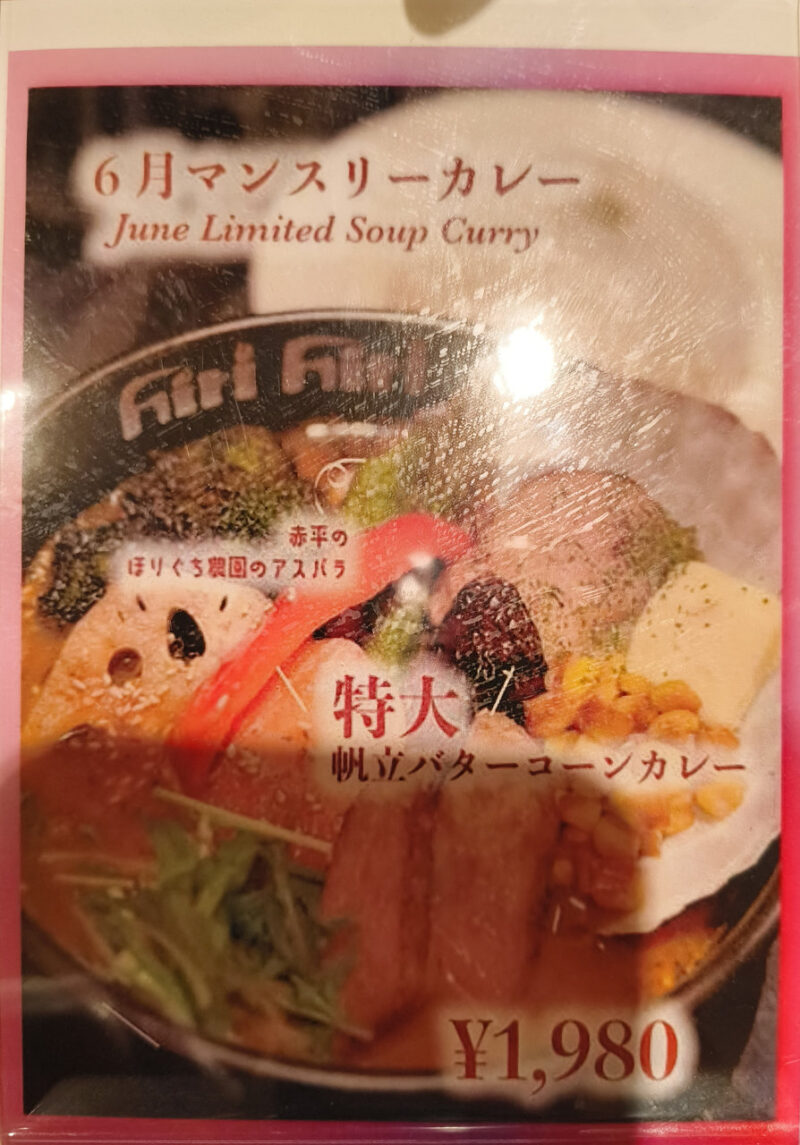 6月マンスリーカレー
June Limited Soup Curry
hiri hiri
赤平の
ほりぐち農園のアスパラ
特大
帆立バターコーンカレー
¥1,980